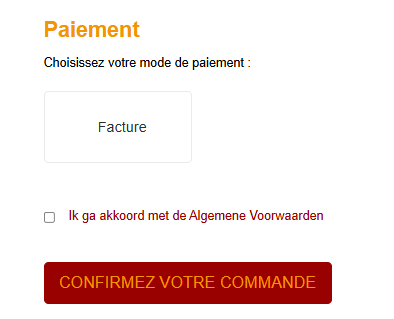 Paiement
Choisissez votre mode de paiement :
Facture
Ik ga akkoord met de Algemene Voorwaarden
CONFIRMEZ VOTRE COMMANDE